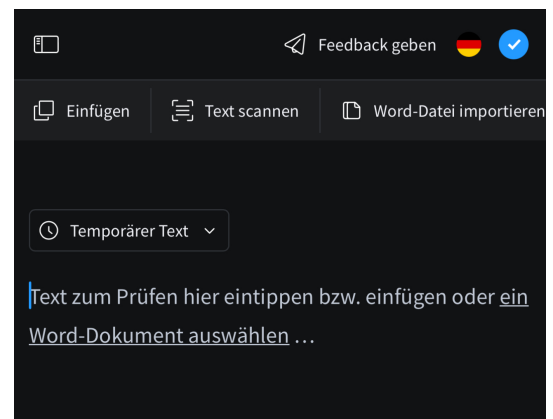 Feedback geben
Einfügen Text scannen Word-Datei importieren
Temporärer Text
Text zum Prüfen hier eintippen bzw. einfügen oder ein
Word-Dokument auswählen …